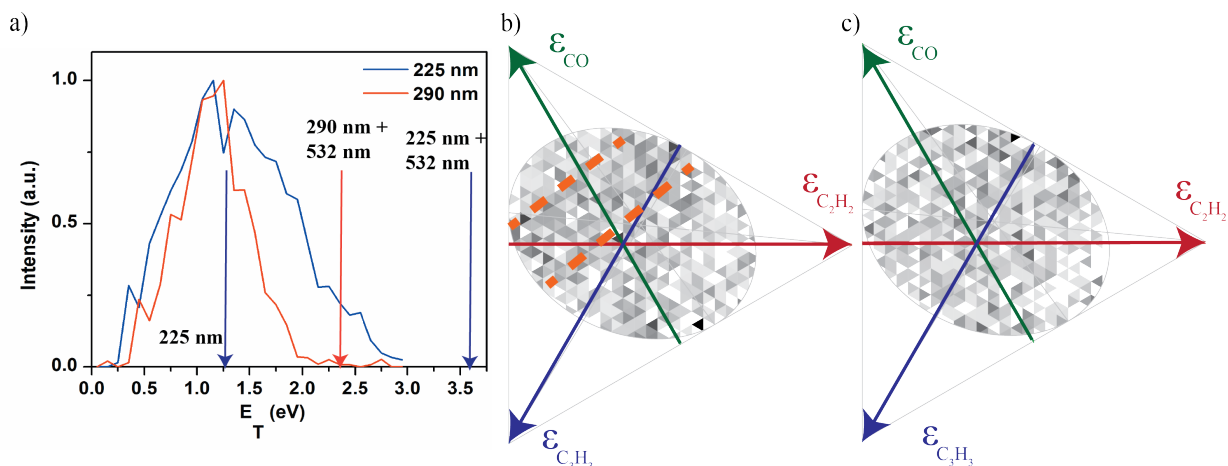 a)
b)
c)
225 nm
290 nm
290 nm +
532 nm
225 nm +
532 nm
225 nm
Intensity (a.u.)
1.0
0.5
0.0
0.0 0.5 1.0 1.5 2.0 2.5 3.0 3.5
E (eV)
T
ε CO
ε C₂H₂
ε C₃H₃
ε CO
ε C₂H₂
ε C₃H₃